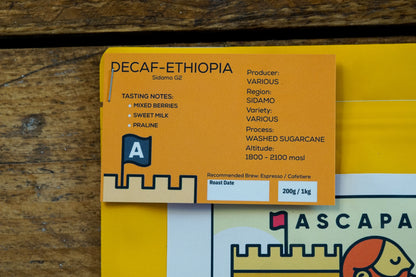 DECAF-ETHIOPIA
Sidamo G2
TASTING NOTES:
MIXED BERRIES
SWEET MILK
PRALINE
A
Producer:
VARIOUS
Region:
SIDAMO
Variety:
VARIOUS
Process:
WASHED SUGARCANE
Altitude:
1800 - 2100 masl
Recommended Brew: Espresso / Cafetiere
Roast Date
200g / 1kg
ASCAPA